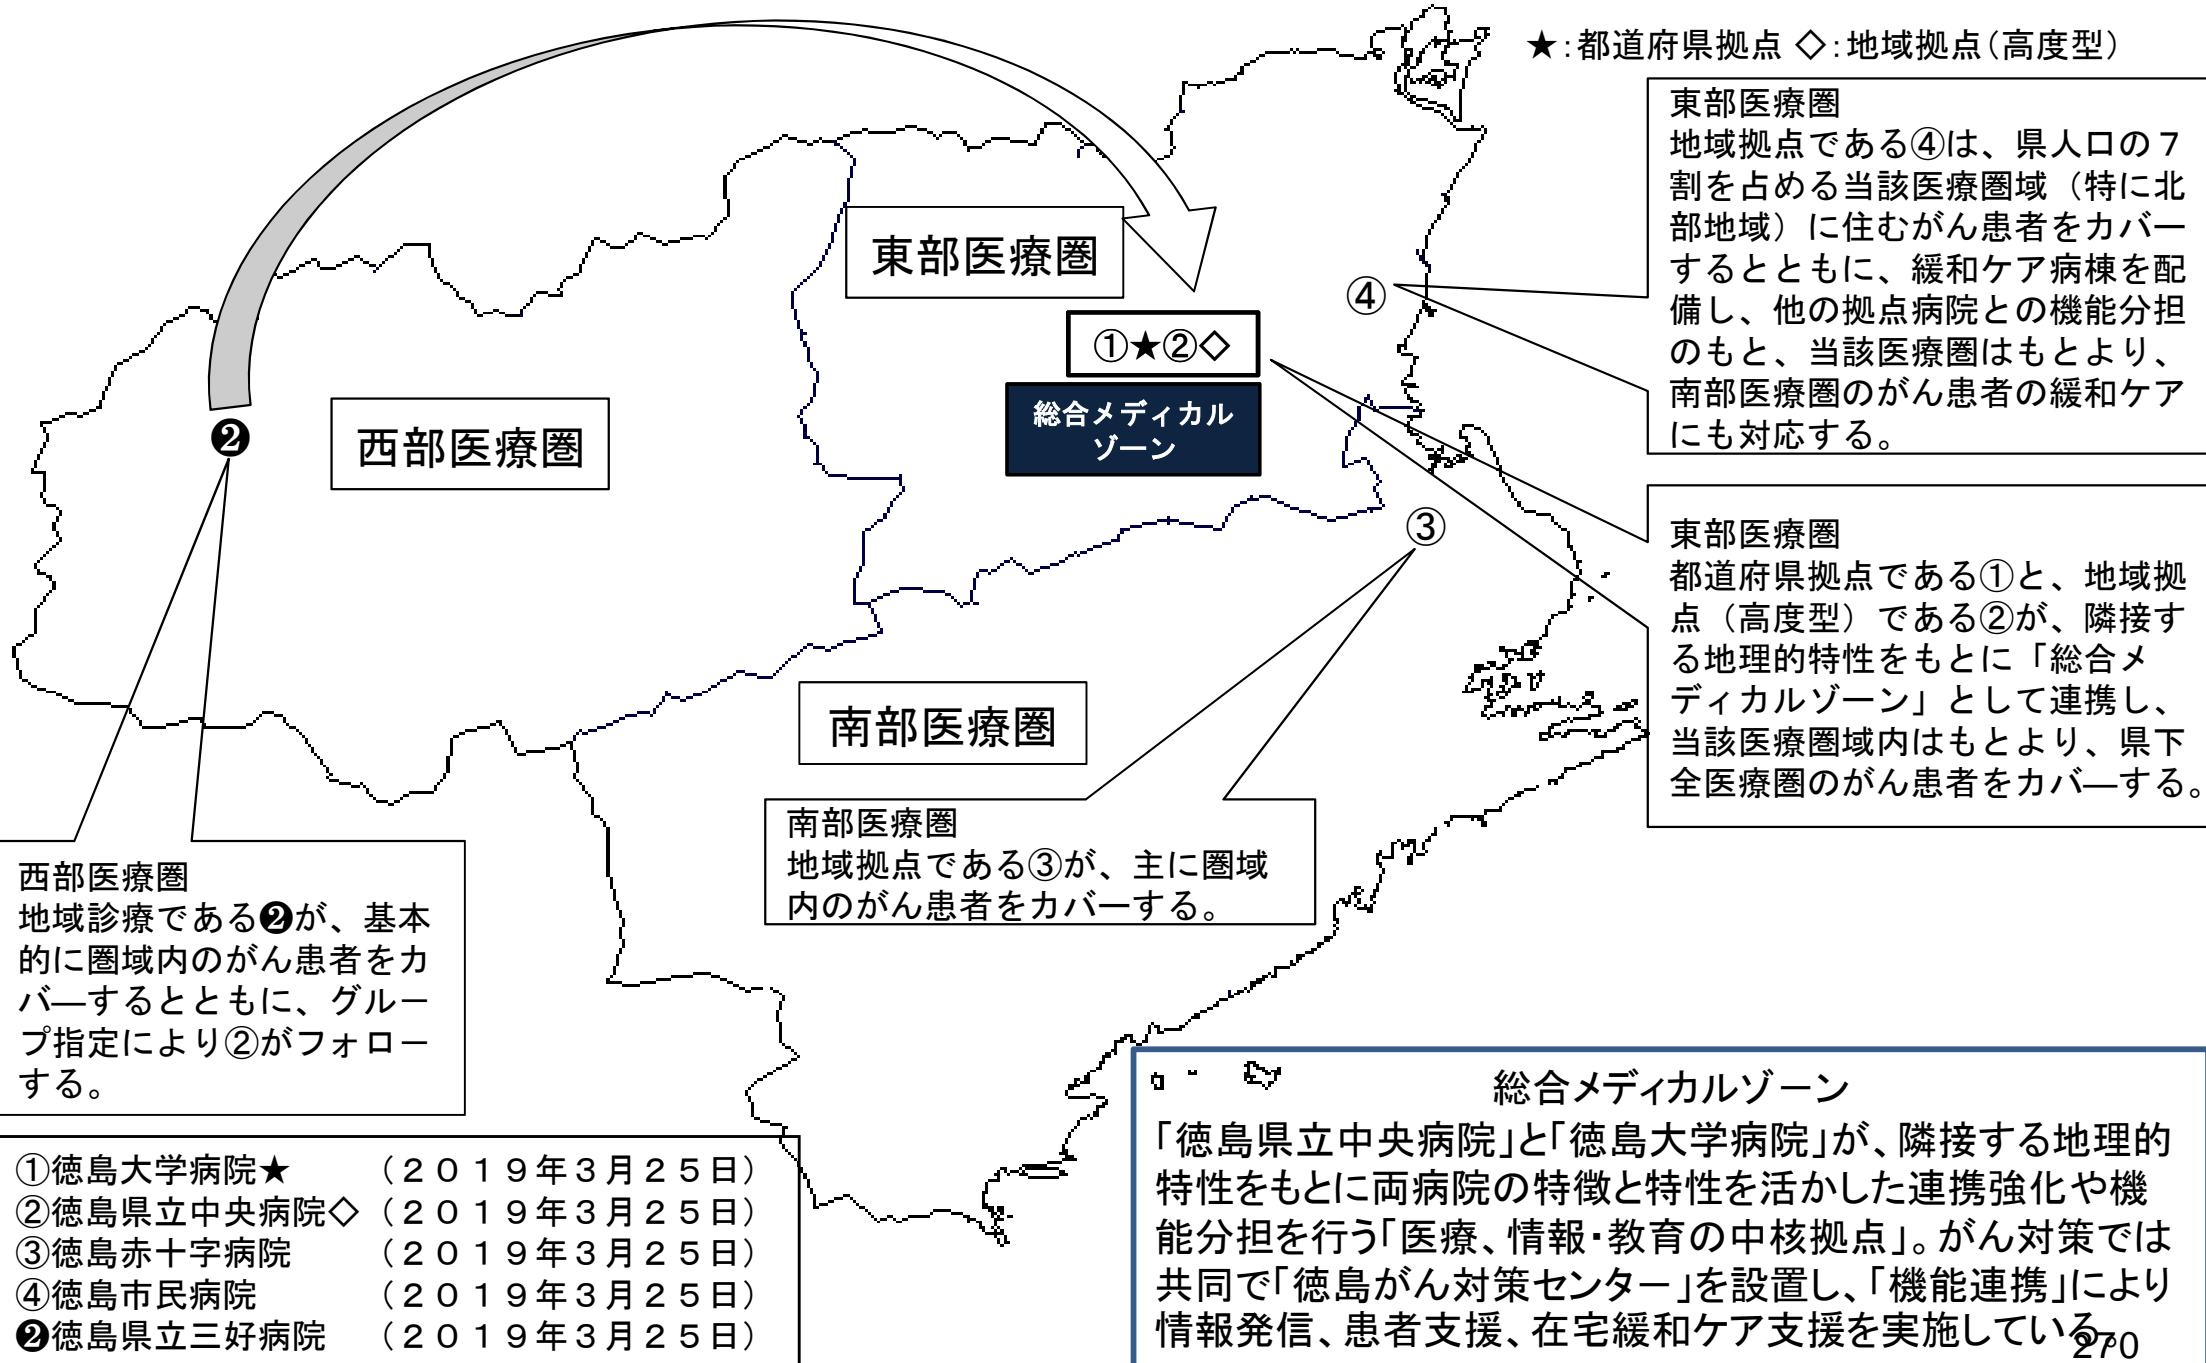 ★：都道府県拠点 ◇：地域拠点（高度型）
東部医療圏
地域拠点である④は、県人口の７
割を占める当該医療圏域（特に北
部地域）に住むがん患者をカバー
するとともに、緩和ケア病棟を配
備し、他の拠点病院との機能分担
のもと、当該医療圏はもとより、
南部医療圏のがん患者の緩和ケア
にも対応する。
東部医療圏
④
①★②◇
総合メディカル
ゾーン
❷
西部医療圏
③
東部医療圏
都道府県拠点である①と、地域拠
点（高度型）である②が、隣接す
る地理的特性をもとに「総合メ
ディカルゾーン」として連携し、
当該医療圏域内はもとより、県下
全医療圏のがん患者をカバ―する。
南部医療圏
南部医療圏
地域拠点である③が、主に圏域
内のがん患者をカバーする。
西部医療圏
地域診療である❷が、基本
的に圏域内のがん患者をカ
バ―するとともに、グルー
プ指定により②がフォロー
する。
総合メディカルゾーン
「徳島県立中央病院」と「徳島大学病院」が、隣接する地理的
特性をもとに両病院の特徴と特性を活かした連携強化や機
能分担を行う「医療、情報・教育の中核拠点」。がん対策では
共同で「徳島がん対策センター」を設置し、「機能連携」により
情報発信、患者支援、在宅緩和ケア支援を実施している。
①徳島大学病院★ （２０１９年３月２５日）
②徳島県立中央病院◇ （２０１９年３月２５日）
③徳島赤十字病院 （２０１９年３月２５日）
④徳島市民病院 （２０１９年３月２５日）
❷徳島県立三好病院 （２０１９年３月２５日）
270